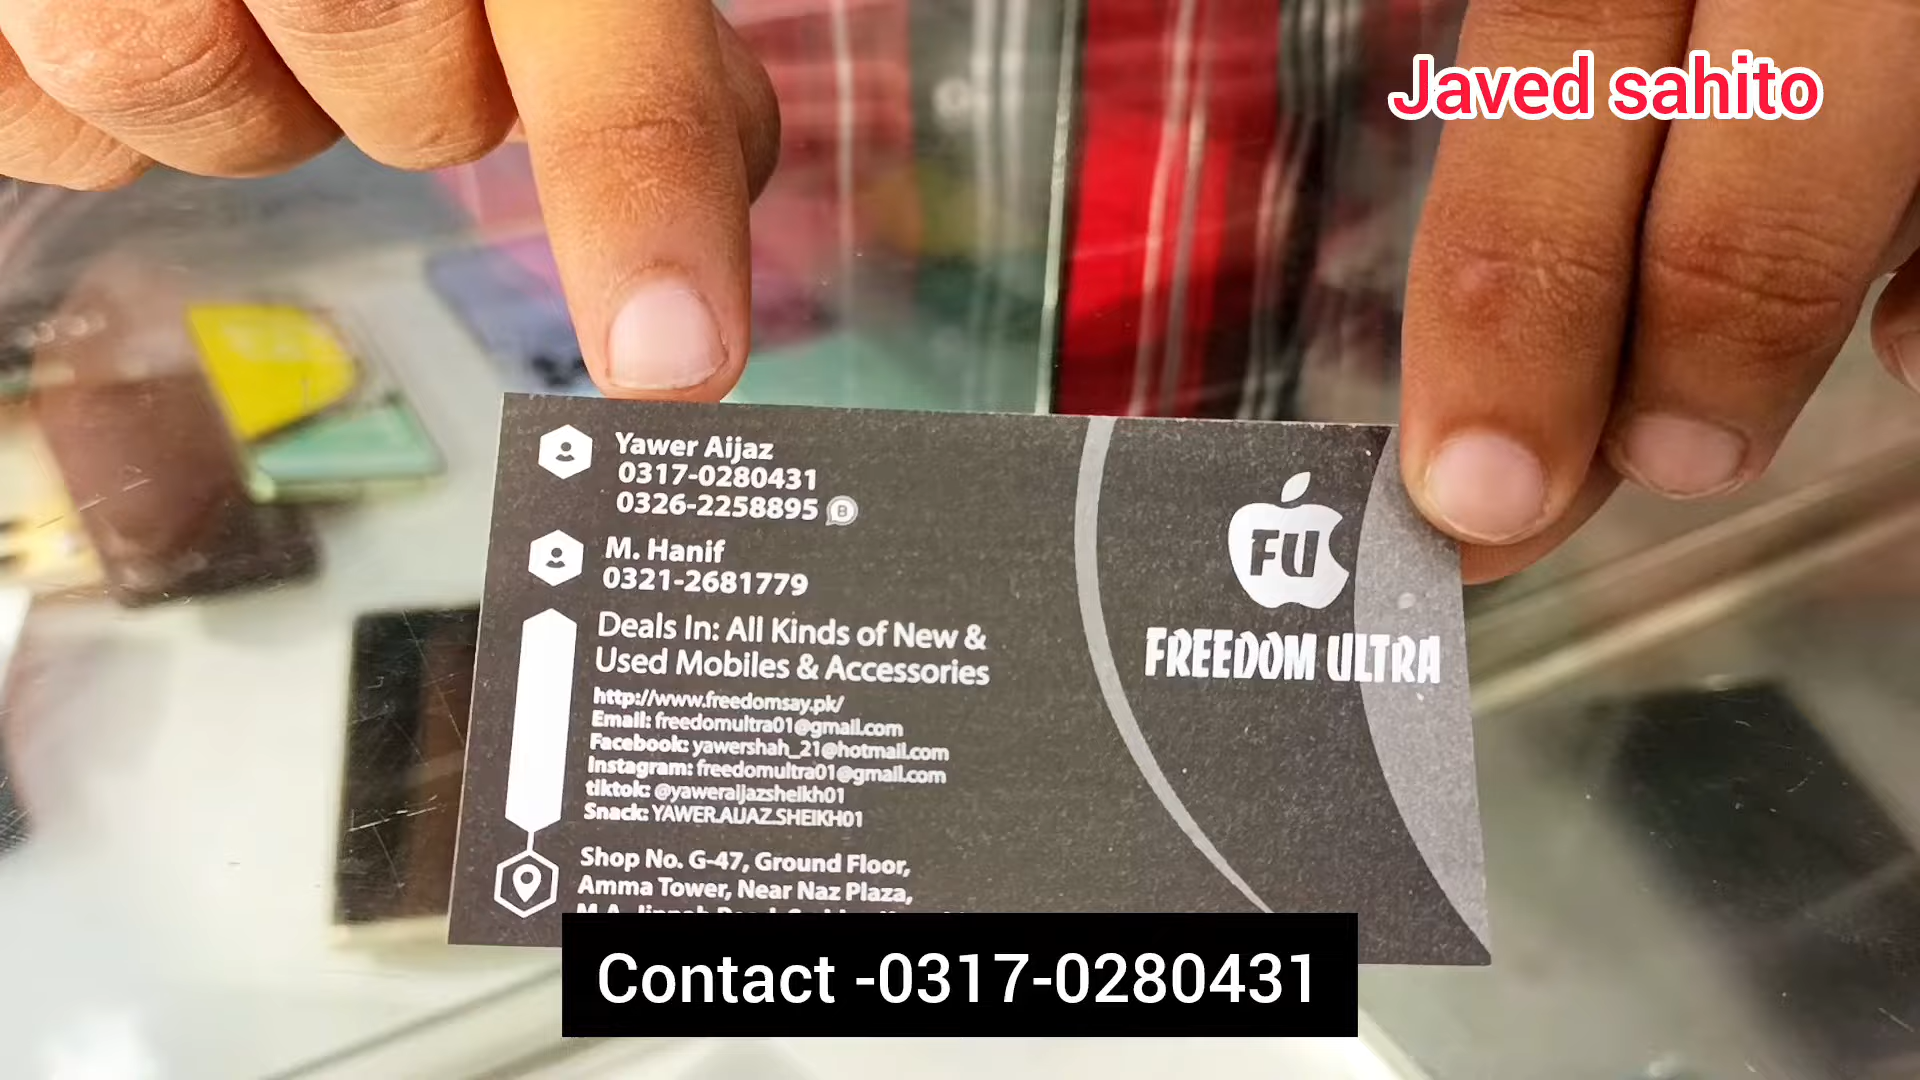 Javed sahito
Yawer Aijaz
0317-0280431
0326-2258895
M. Hanif
0321-2681779
Deals In: All Kinds of New &
Used Mobiles & Accessories
http://www.freedomsay.pk/
Email: freedomultra01@gmail.com
Facebook: yawershah_21@hotmail.com
Instagram: freedomultra01@gmail.com
tiktok: @yaweraijazsheikh01
Snack: YAWER.AIJAZ.SHEIKH01
Shop No. G-47, Ground Floor,
Amma Tower, Near Naz Plaza,
FU
FREEDOM ULTRA
Contact -0317-0280431